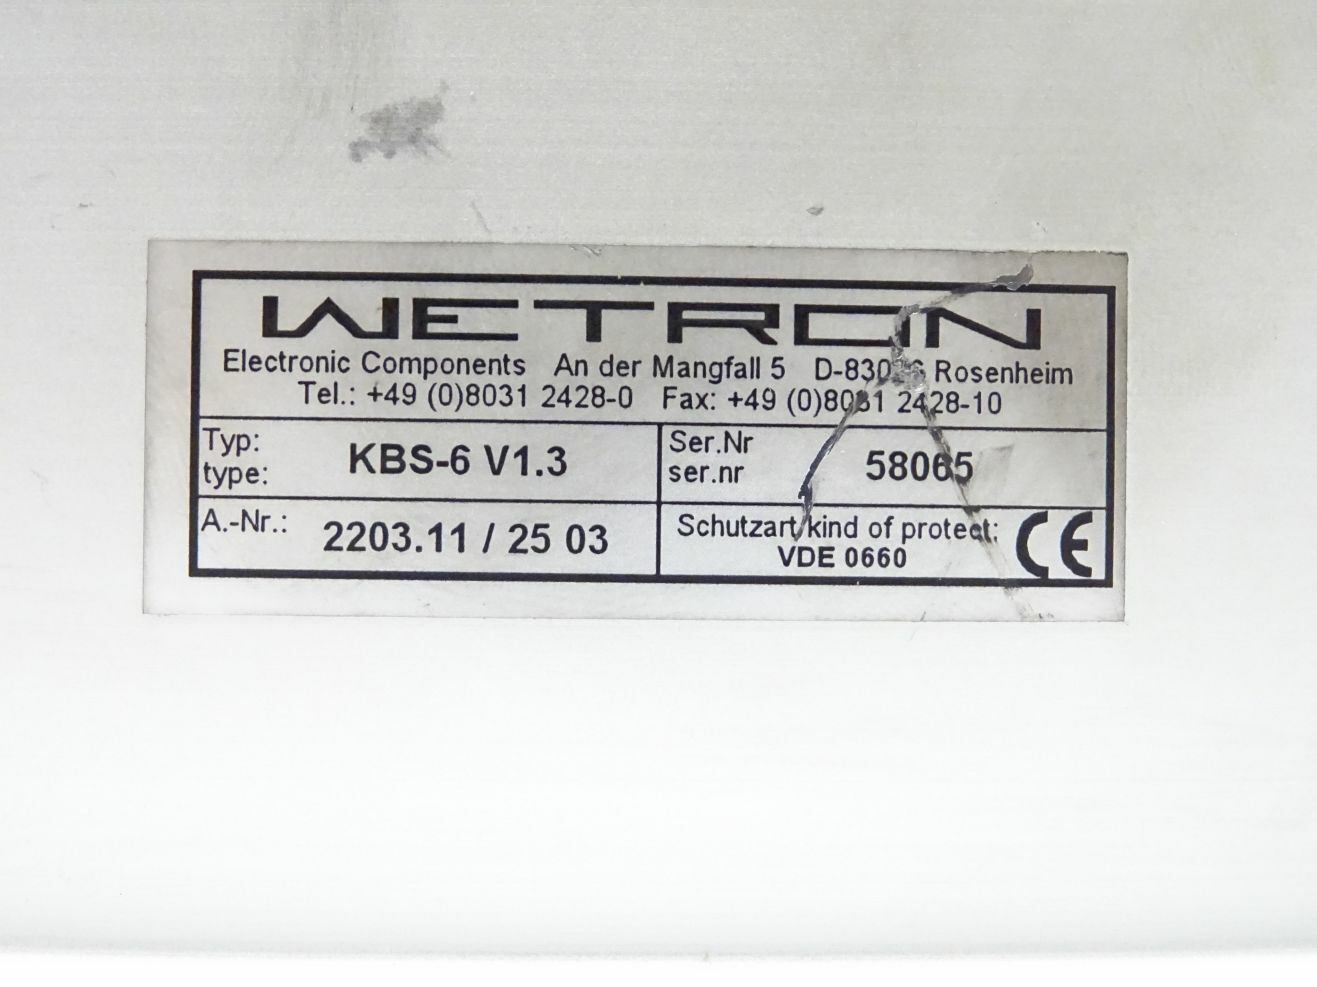 WETRON
Electronic Components An der Mangfall 5 Rosenheim
Tel.: +49 (0)8031 2428-0 Fax: +49 (0)8031 2428-10
Typ: KBS-6 V1.3
type:
Ser.Nr 58065
ser.nr
A.-Nr.: 2203.11 / 25 03
Schutzart/kind of protect:
VDE 0660
CE